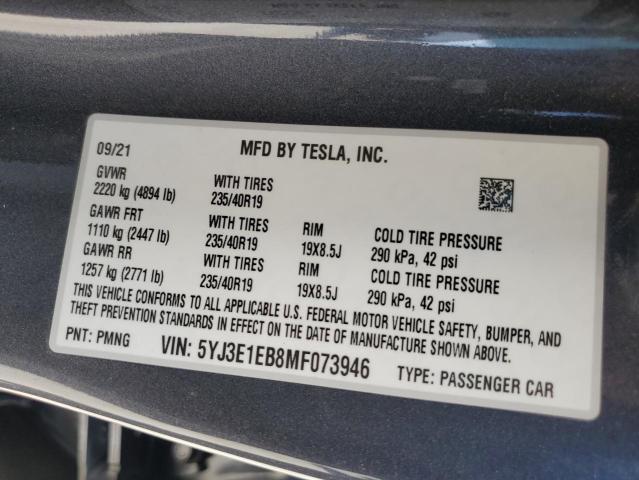 09/21 MFD BY TESLA, INC.
GVWR
2220 kg (4894 lb) WITH TIRES 235/40R19
GAWR FRT
1110 kg (2447 lb) WITH TIRES 235/40R19 RIM 19X8.5J COLD TIRE PRESSURE 290 kPa, 42 psi
GAWR RR
1257 kg (2771 lb) WITH TIRES 235/40R19 RIM 19X8.5J COLD TIRE PRESSURE 290 kPa, 42 psi
THIS VEHICLE CONFORMS TO ALL APPLICABLE U.S. FEDERAL MOTOR VEHICLE SAFETY, BUMPER, AND
THEFT PREVENTION STANDARDS IN EFFECT ON THE DATE OF MANUFACTURE SHOWN ABOVE.
PNT: PMNG VIN: 5YJ3E1EB8MF073946 TYPE: PASSENGER CAR